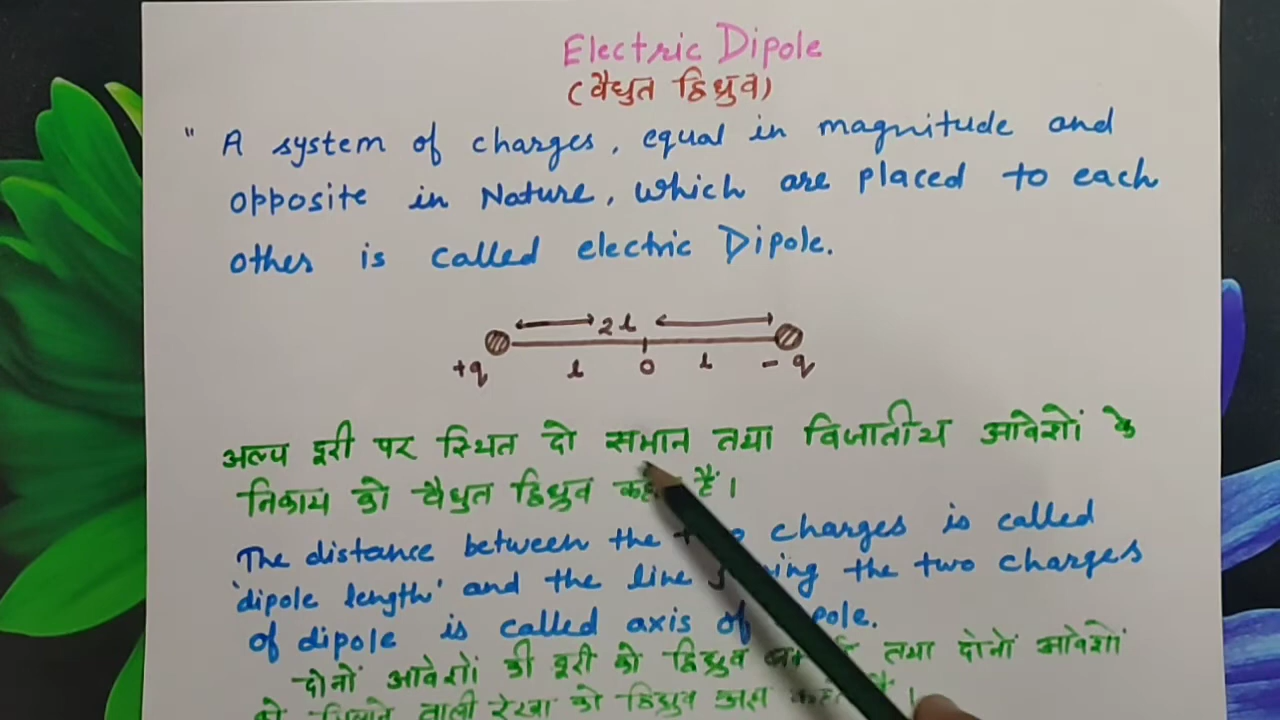 Electric Dipole
(वैधुत द्विध्रुव)
" A system of charges, equal in magnitude and
opposite in Nature, which are placed to each
other is called electric Dipole.
2l
+q l O l - q
अल्प दूरी पर स्थित दो समान तथा विजातीय आवेशों के
निकाय को वैधुत द्विध्रुव हैं।
The distance between the charges is called
'dipole length' and the line the two charges
of dipole is called axis of
दोनों आवेशों की दूरी को द्विध्रुव तथा दोनों आवेशों
को मिलाने वाली रेखा को द्विध्रुव अक्ष